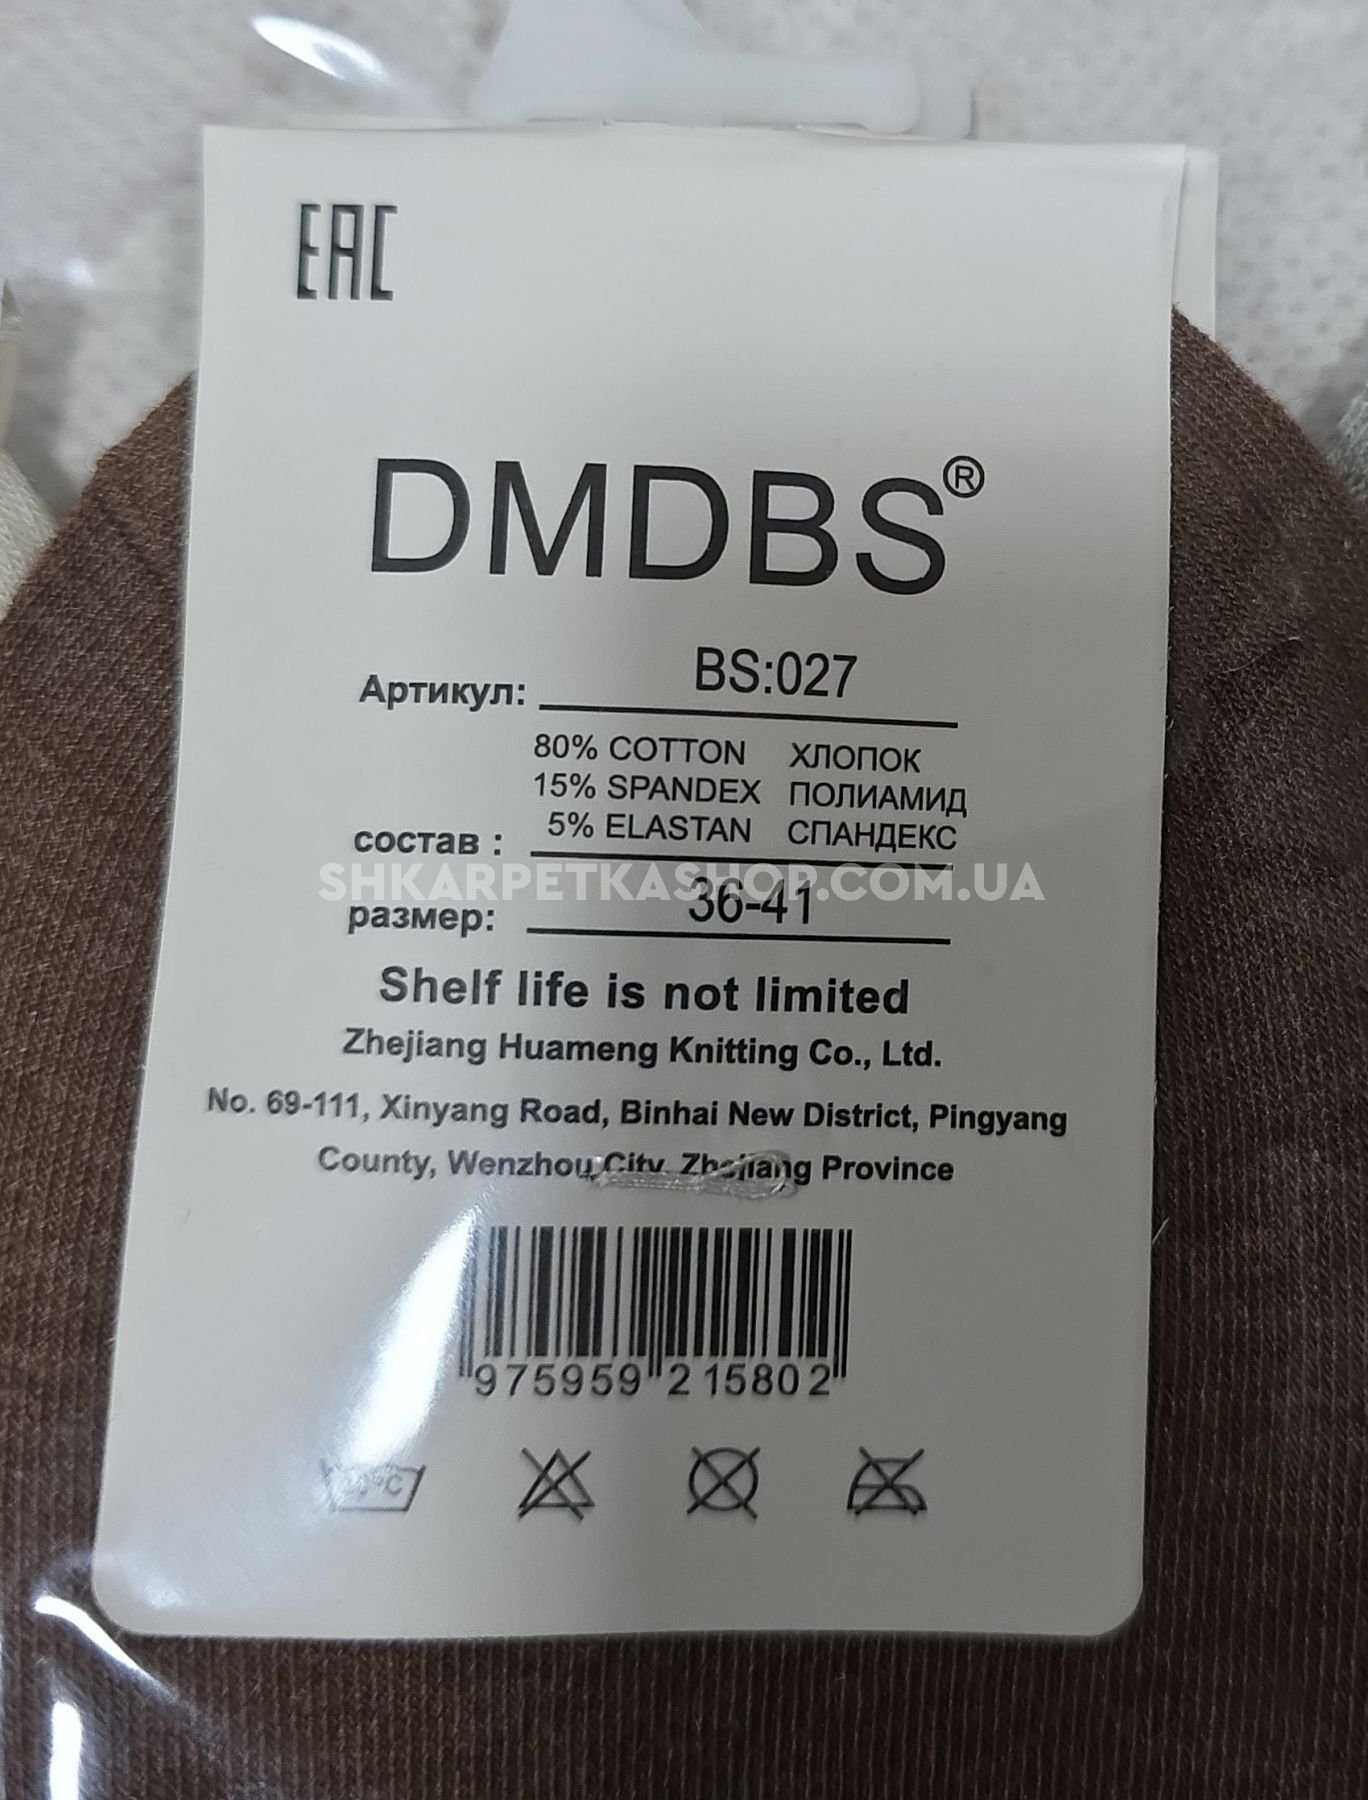 EAC
DMDBS®
Артикул: BS:027
80% COTTON ХЛОПОК
15% SPANDEX ПОЛИАМИД
5% ELASTAN СПАНДЕКС
состав :
SHKARPETKASHOP.COM.UA
размер: 36-41
Shelf life is not limited
Zhejiang Huameng Knitting Co., Ltd.
No. 69-111, Xinyang Road, Binhai New District, Pingyang
County, Wenzhou City, Zhejiang Province
975959 215802